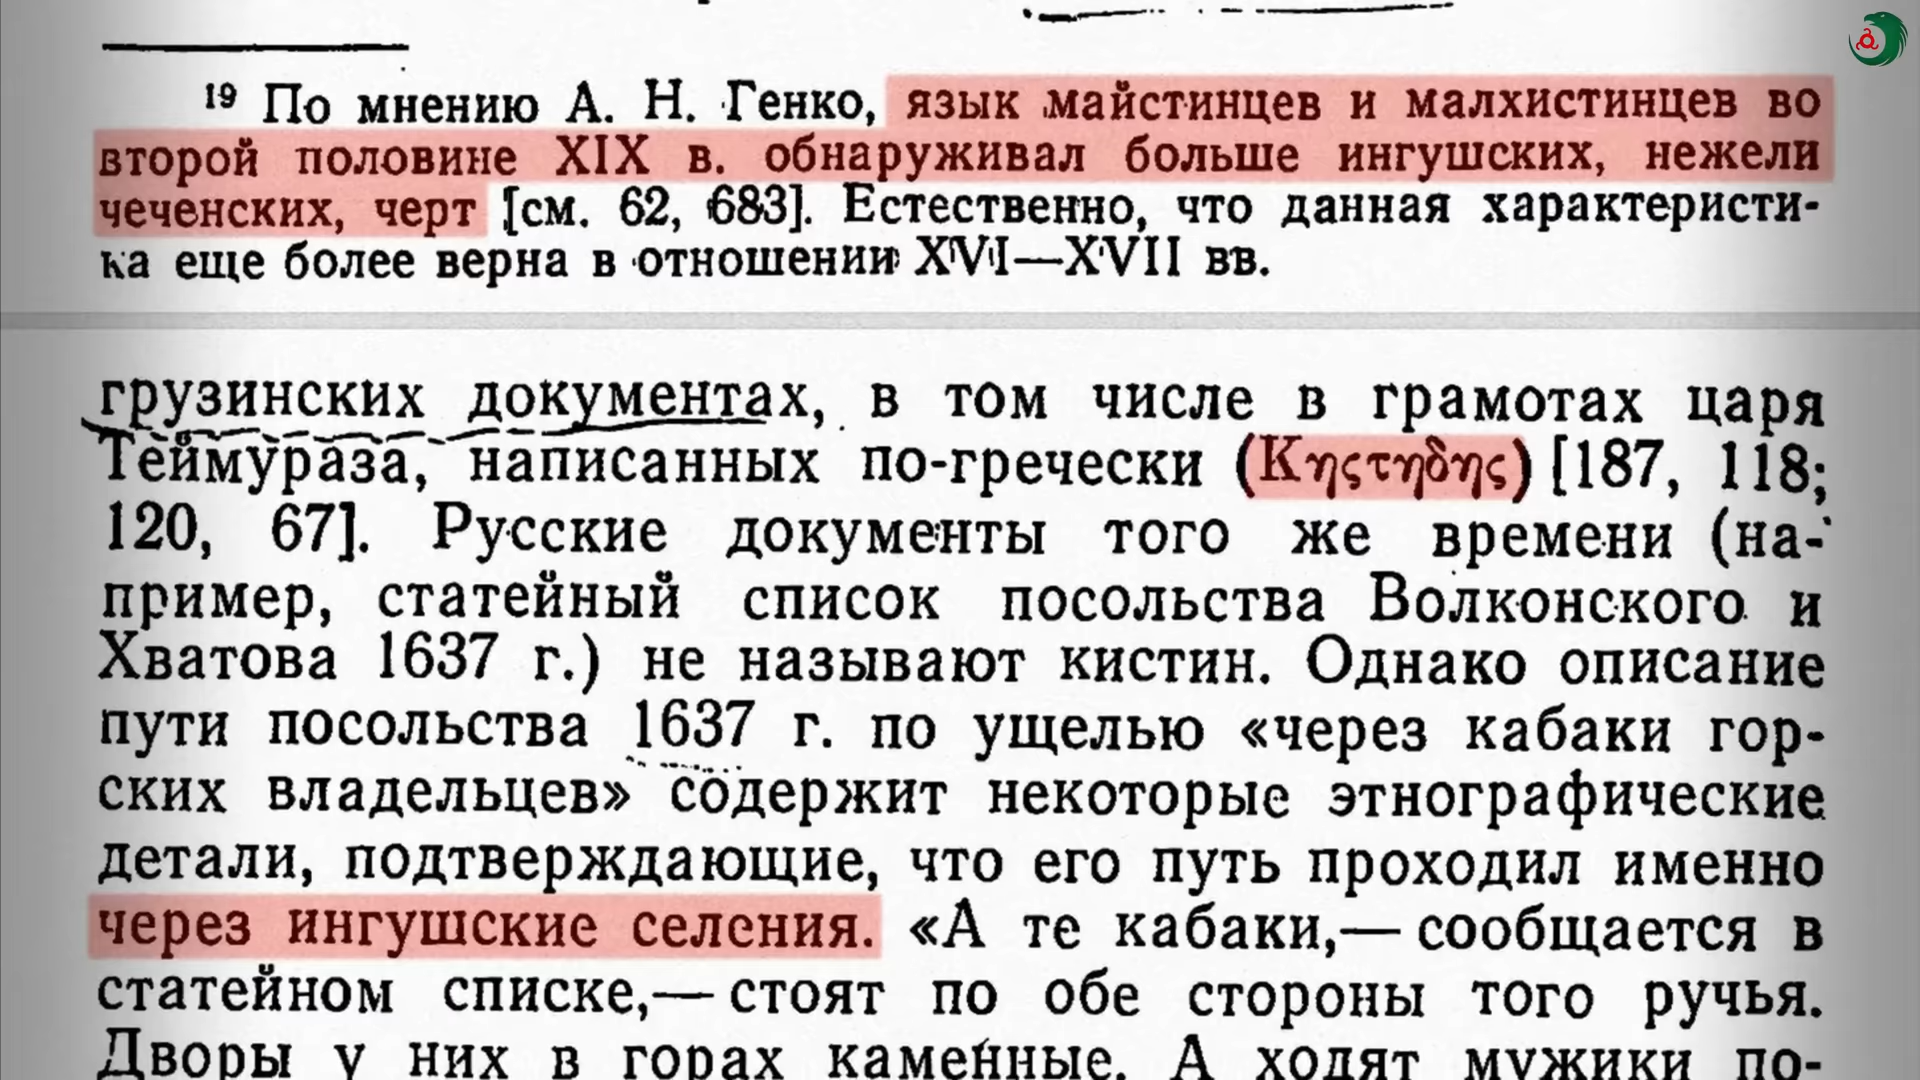 ¹⁹ По мнению А. Н. Генко, язык майстинцев и малхистинцев во
второй половине XIX в. обнаруживал больше ингушских, нежели
чеченских, черт [см. 62, 683]. Естественно, что данная характеристи-
ка еще более верна в отношении XVI—XVII вв.
грузинских документах, в том числе в грамотах царя
Теймураза, написанных по-гречески (Κηςτηδης) [187, 118;
120, 67]. Русские документы того же времени (на-
пример, статейный список посольства Волконского и
Хватова 1637 г.) не называют кистин. Однако описание
пути посольства 1637 г. по ущелью «через кабаки гор-
ских владельцев» содержит некоторые этнографические
детали, подтверждающие, что его путь проходил именно
через ингушские селения. «А те кабаки,— сообщается в
статейном списке,— стоят по обе стороны того ручья.
Дворы у них в горах каменные. А ходят мужики по-